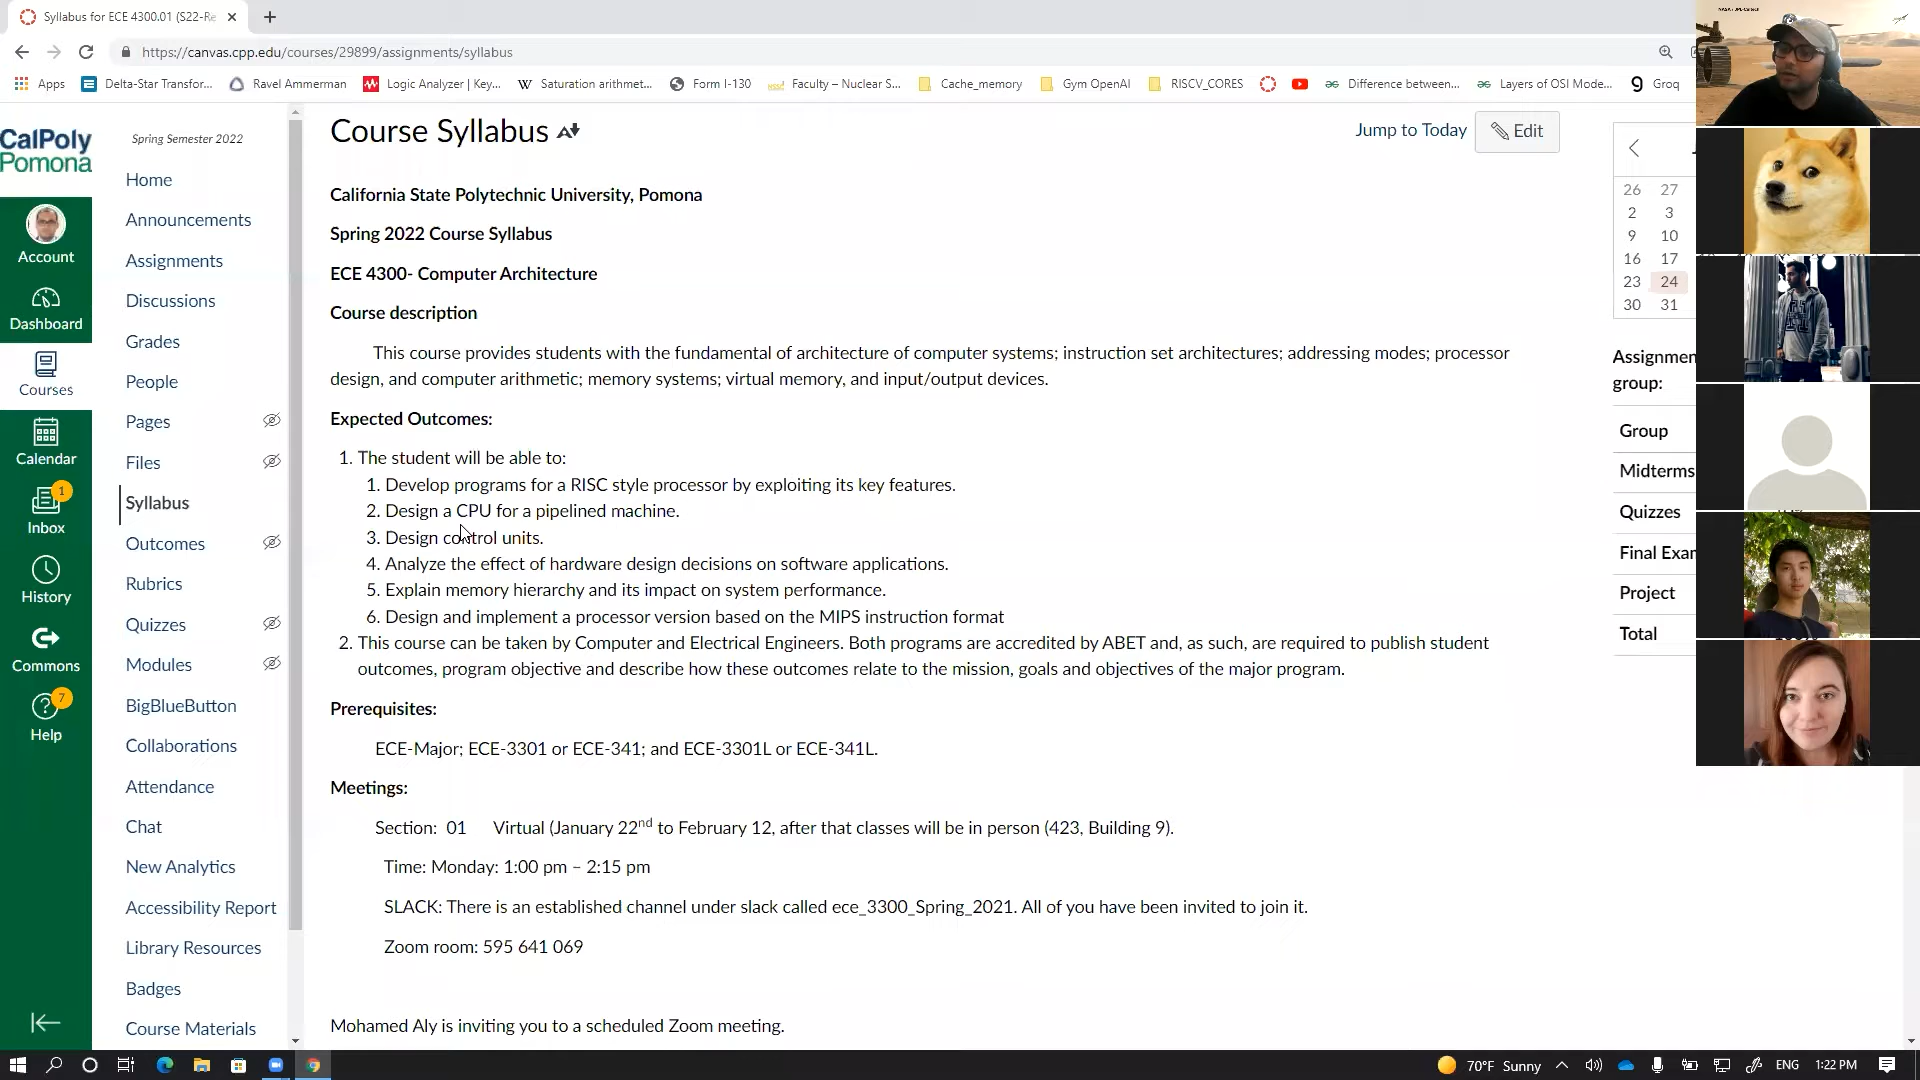 Syllabus for ECE 4300.01 (S22-Re
https://canvas.cpp.edu/courses/29899/assignments/syllabus
Apps
Delta-Star Transfor...
Ravel Ammerman
Logic Analyzer | Key...
Saturation arithmet...
Form I-130
Faculty – Nuclear S...
Cache_memory
Gym OpenAI
RISCV_CORES
Difference between...
Layers of OSI Mode...
Groq
CalPoly
Pomona
Account
Dashboard
Courses
Calendar
1
Inbox
History
Commons
7
Help
Spring Semester 2022
Home
Announcements
Assignments
Discussions
Grades
People
Pages
Files
Syllabus
Outcomes
Rubrics
Quizzes
Modules
BigBlueButton
Collaborations
Attendance
Chat
New Analytics
Accessibility Report
Library Resources
Badges
Course Materials
Course Syllabus
Jump to Today
Edit
California State Polytechnic University, Pomona
Spring 2022 Course Syllabus
ECE 4300- Computer Architecture
Course description
This course provides students with the fundamental of architecture of computer systems; instruction set architectures; addressing modes; processor
design, and computer arithmetic; memory systems; virtual memory, and input/output devices.
Expected Outcomes:
1. The student will be able to:
1. Develop programs for a RISC style processor by exploiting its key features.
2. Design a CPU for a pipelined machine.
3. Design control units.
4. Analyze the effect of hardware design decisions on software applications.
5. Explain memory hierarchy and its impact on system performance.
6. Design and implement a processor version based on the MIPS instruction format
2. This course can be taken by Computer and Electrical Engineers. Both programs are accredited by ABET and, as such, are required to publish student
outcomes, program objective and describe how these outcomes relate to the mission, goals and objectives of the major program.
Prerequisites:
ECE-Major; ECE-3301 or ECE-341; and ECE-3301L or ECE-341L.
Meetings:
Section: 01 Virtual (January 22nd to February 12, after that classes will be in person (423, Building 9).
Time: Monday: 1:00 pm – 2:15 pm
SLACK: There is an established channel under slack called ece_3300_Spring_2021. All of you have been invited to join it.
Zoom room: 595 641 069
Mohamed Aly is inviting you to a scheduled Zoom meeting.
26 27
2 3
9 10
16 17
23 24
30 31
Assignmen
group:
Group
Midterms
Quizzes
Final Exar
Project
Total
NASA / JPL-Caltech
70°F Sunny
ENG
1:22 PM